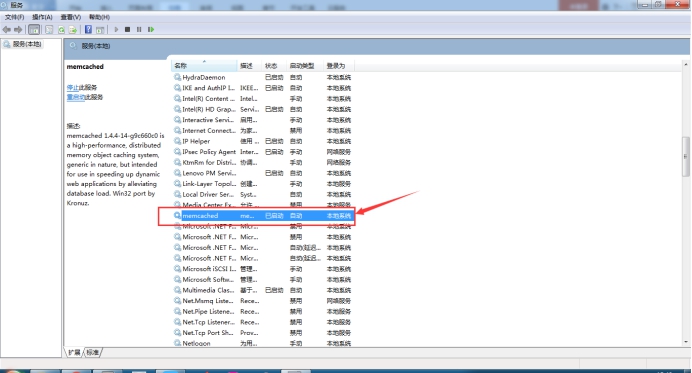 服务
文件(F) 操作(A) 查看(V) 帮助(H)
服务(本地)
服务(本地)
memcached
停止此服务
重启动此服务
描述:
memcached 1.4.4-14-g9c660c0 is
a high-performance, distributed
memory object caching system,
generic in nature, but intended
for use in speeding up dynamic
web applications by alleviating
database load. Win32 port by
Kronuz.
名称 描述 状态 启动类型 登录为
HydraDaemon 已启动 自动 本地系统
IKE and AuthIP I... IKEE... 已启动 自动 本地系统
Intel(R) Content ... Intel... 手动 本地系统
Intel(R) HD Grap... Servi... 已启动 自动 本地系统
Interactive Servi... 启用... 手动 本地系统
Internet Connect... 为家... 禁用 本地系统
IP Helper 使用 ... 已启动 自动 本地系统
IPsec Policy Agent Inter... 已启动 手动 网络服务
KtmRm for Distri... 协调... 手动 网络服务
Lenovo PM Servi... 已启动 自动 本地系统
Link-Layer Topol... 创建... 手动 本地服务
Local Driver Ser... Syst... 自动 本地系统
Media Center Ex... 允许 ... 禁用 本地服务
memcached me... 已启动 自动 本地系统
Microsoft .NET F... Micr... 禁用 本地系统
Microsoft .NET F... Micr... 禁用 本地系统
Microsoft .NET F... Micr... 自动(延迟... 本地系统
Microsoft .NET F... Micr... 自动(延迟... 本地系统
Microsoft iSCSI I... 管理... 手动 本地系统
Microsoft Softw... 管理... 手动 本地系统
Multimedia Clas... 基于... 已启动 自动 本地系统
Net.Msmq Liste... Rece... 禁用 网络服务
Net.Pipe Listene... Rece... 禁用 本地服务
Net.Tcp Listener... Rece... 禁用 本地服务
Net.Tcp Port Sh... Prov... 禁用 本地服务
Netlogon 为用... 手动 本地系统
扩展 标准